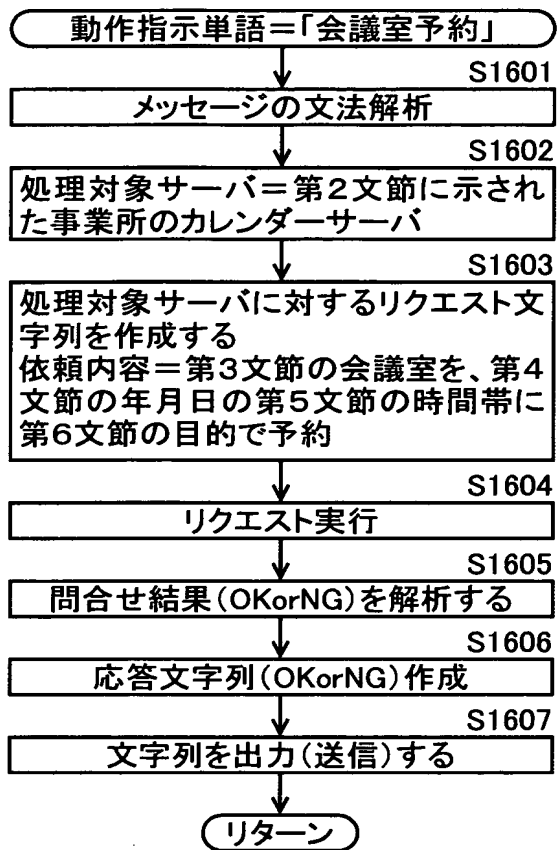 動作指示単語＝「会議室予約」
S1601
メッセージの文法解析
S1602
処理対象サーバ＝第２文節に示され
た事業所のカレンダーサーバ
S1603
処理対象サーバに対するリクエスト文
字列を作成する
依頼内容＝第３文節の会議室を、第４
文節の年月日の第５文節の時間帯に
第６文節の目的で予約
S1604
リクエスト実行
S1605
問合せ結果(OKorNG)を解析する
S1606
応答文字列(OKorNG)作成
S1607
文字列を出力(送信)する
リターン